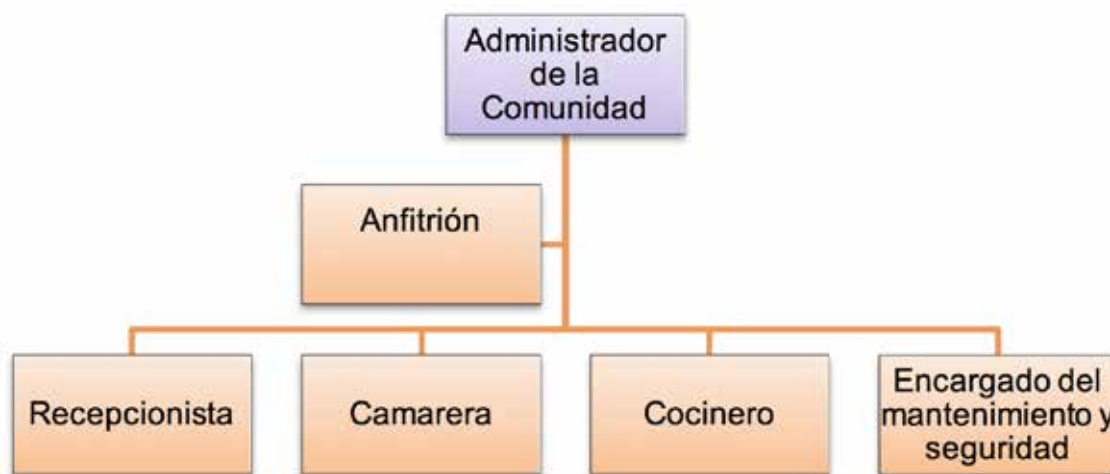 Administrador
de la
Comunidad
Anfitrión
Recepcionista
Camarera
Cocinero
Encargado del
mantenimiento y
seguridad